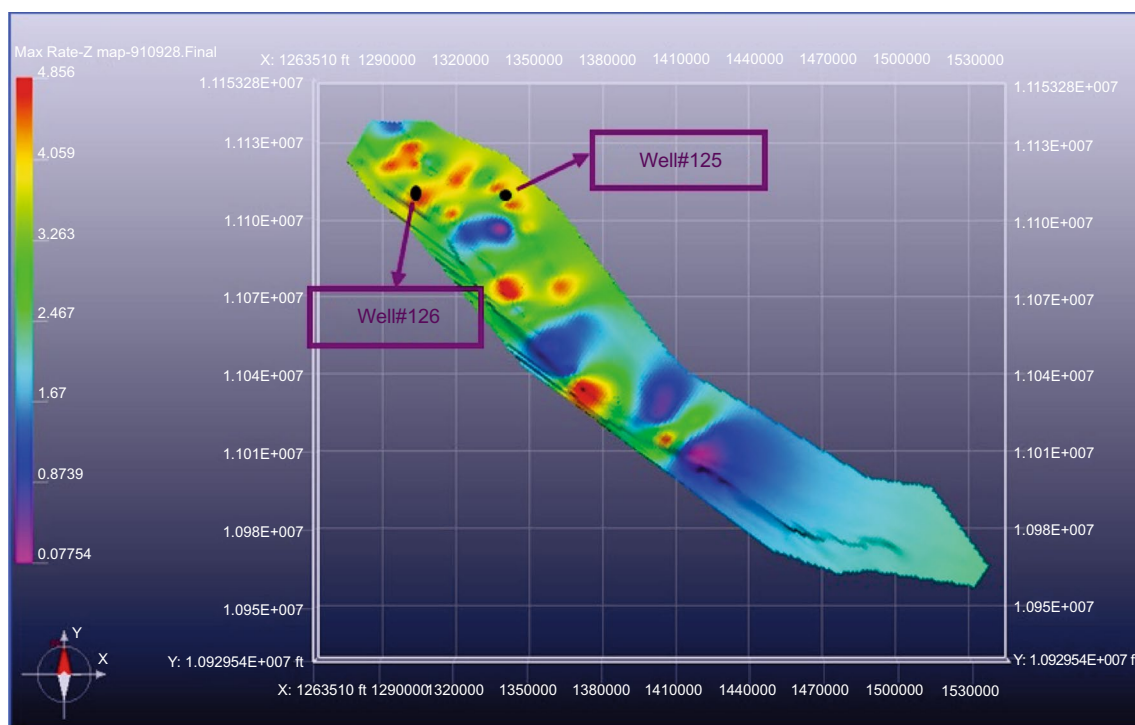 Max Rate-Z map-910928.Final
X: 1263510 ft 1290000 1320000 1350000 1380000 1410000 1440000 1470000 1500000 1530000
4.856
4.059
3.263
2.467
1.67
0.8739
0.07754
1.115328E+007
1.113E+007
1.110E+007
1.107E+007
1.104E+007
1.101E+007
1.098E+007
1.095E+007
Y: 1.092954E+007 ft
Well#125
Well#126
1.115328E+007
1.113E+007
1.110E+007
1.107E+007
1.104E+007
1.101E+007
1.098E+007
1.095E+007
Y: 1.092954E+007 ft
X: 1263510 ft 1290000 1320000 1350000 1380000 1410000 1440000 1470000 1500000 1530000
Y
X